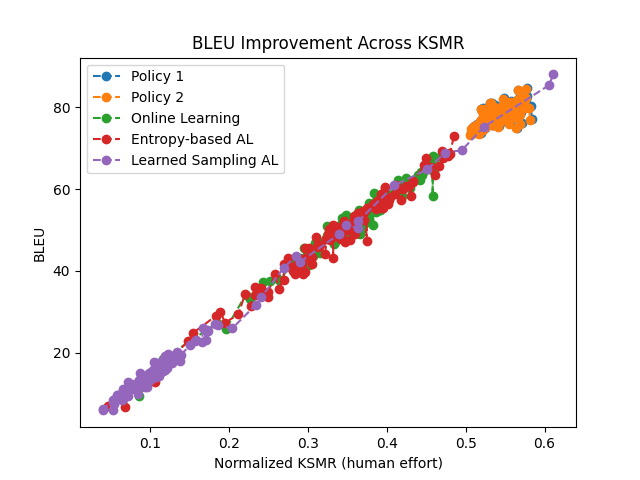 BLEU Improvement Across KSMR
Policy 1
Policy 2
Online Learning
Entropy-based AL
Learned Sampling AL
BLEU
80
60
40
20
0.1 0.2 0.3 0.4 0.5 0.6
Normalized KSMR (human effort)